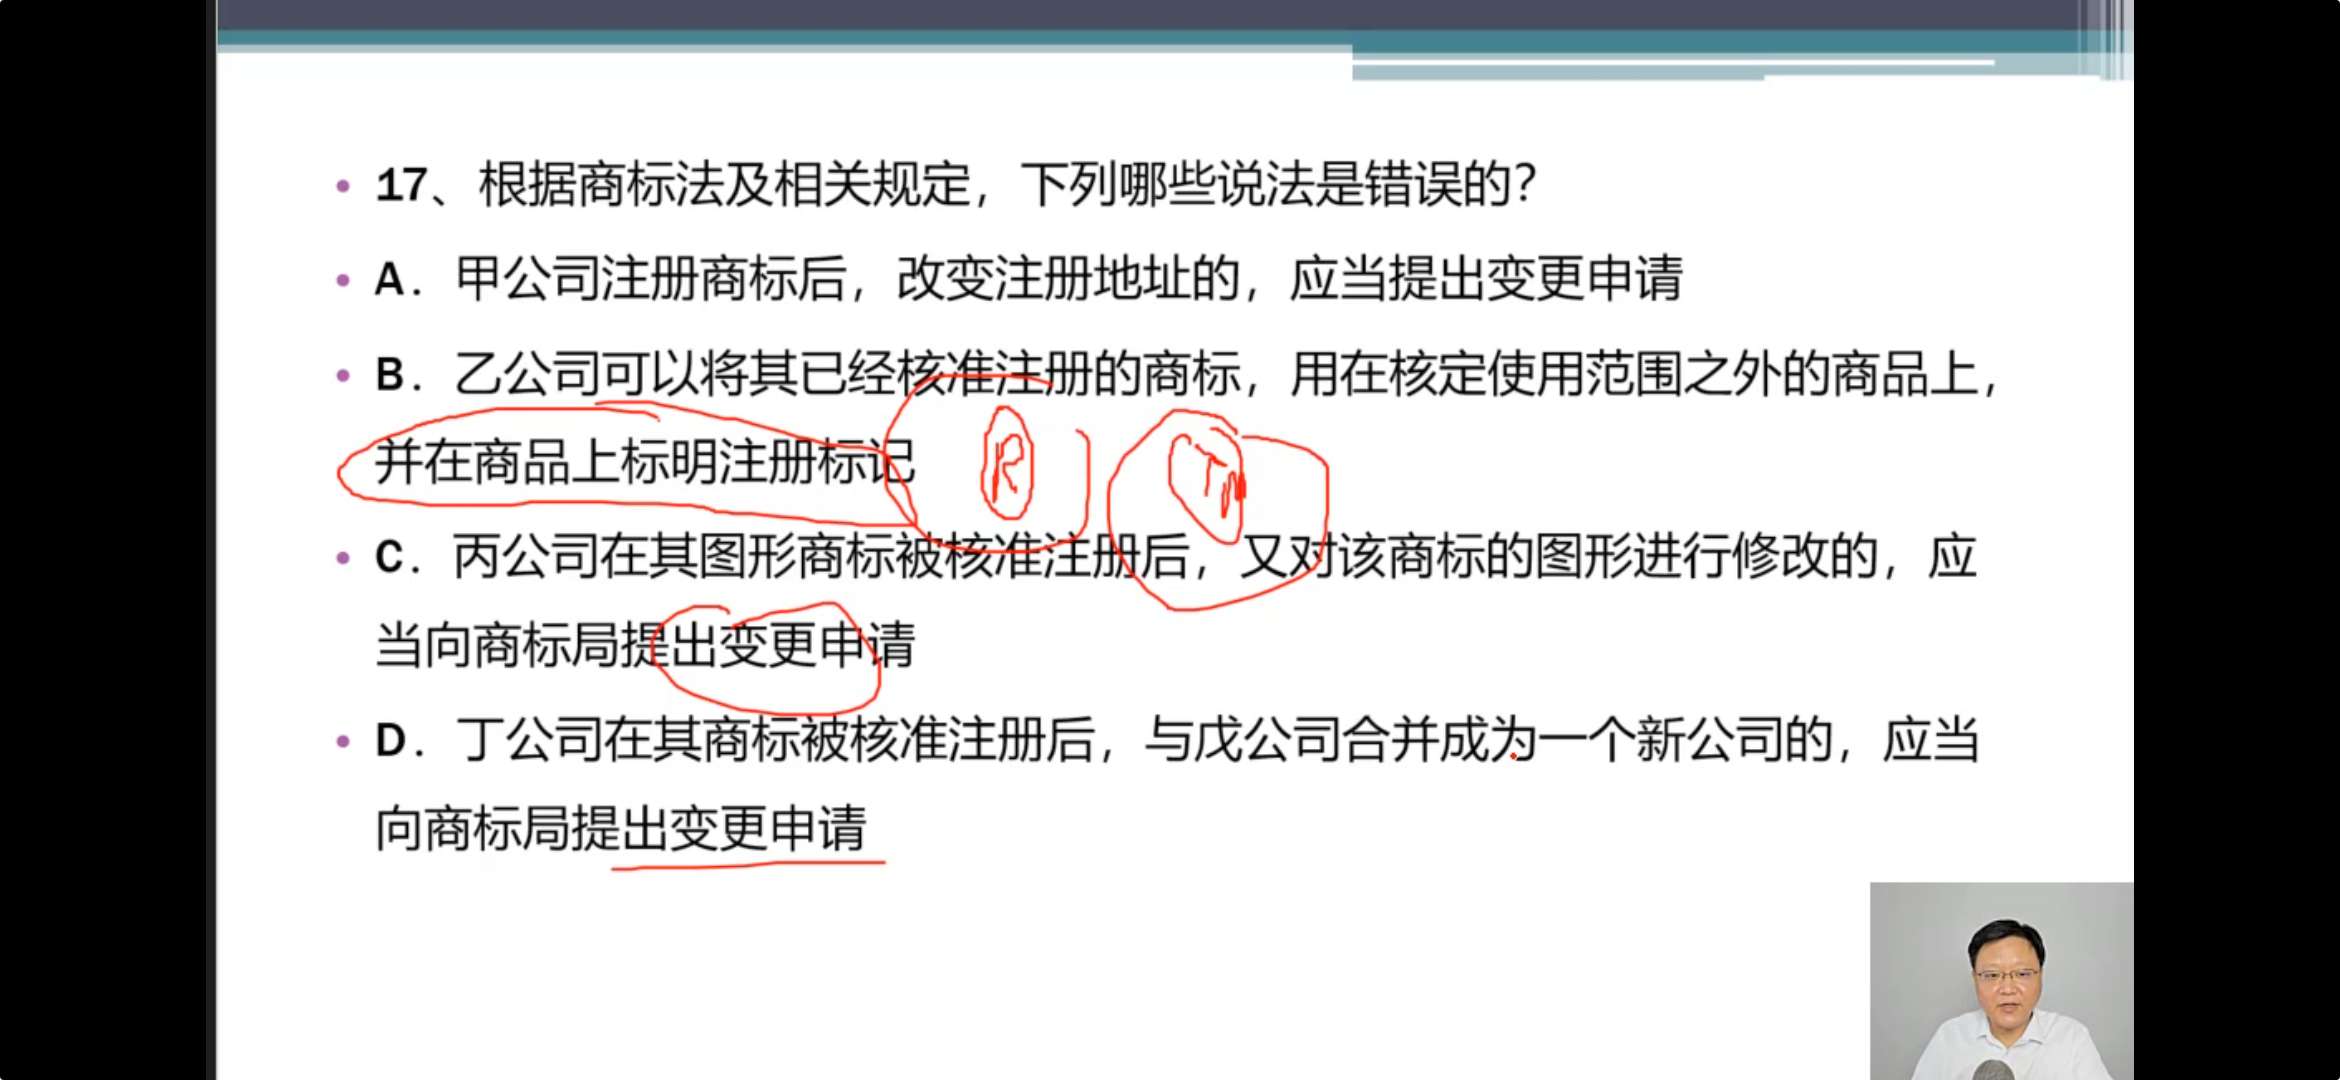 17、根据商标法及相关规定，下列哪些说法是错误的？
A. 甲公司注册商标后，改变注册地址的，应当提出变更申请
B. 乙公司可以将其已经核准注册的商标，用在核定使用范围之外的商品上，
并在商品上标明注册标记
R
TM
C. 丙公司在其图形商标被核准注册后，又对该商标的图形进行修改的，应
当向商标局提出变更申请
D. 丁公司在其商标被核准注册后，与戊公司合并成为一个新公司的，应当
向商标局提出变更申请